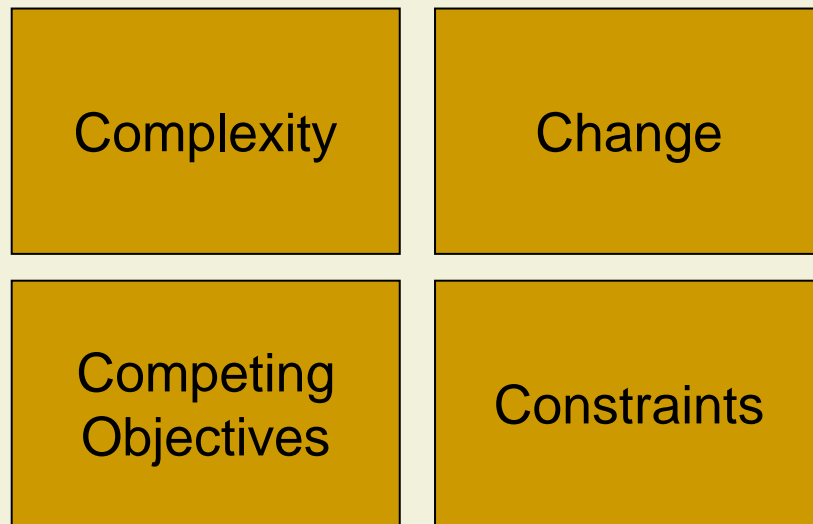 Complexity
Change
Competing
Objectives
Constraints